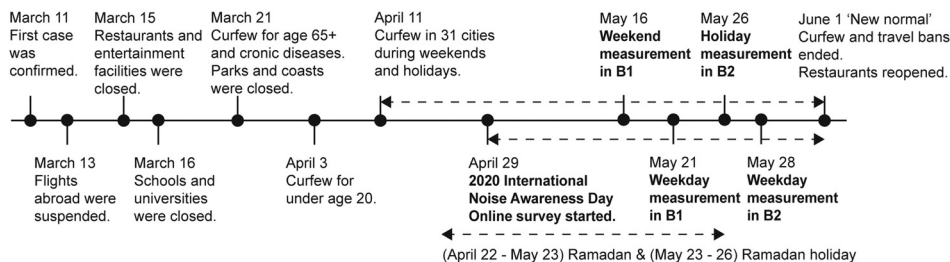 March 11
First case
was
confirmed.
March 15
Restaurants and
entertainment
facilities were
closed.
March 21
Curfew for age 65+
and cronic diseases.
Parks and coasts
were closed.
April 11
Curfew in 31 cities
during weekends
and holidays.
May 16
Weekend
measurement
in B1
May 26
Holiday
measurement
in B2
June 1 ‘New normal’
Curfew and travel bans
ended.
Restaurants reopened.
March 13
Flights
abroad were
suspended.
March 16
Schools and
universities
were closed.
April 3
Curfew for
under age 20.
April 29
2020 International
Noise Awareness Day
Online survey started.
May 21
Weekday
measurement
in B1
May 28
Weekday
measurement
in B2
(April 22 - May 23) Ramadan & (May 23 - 26) Ramadan holiday